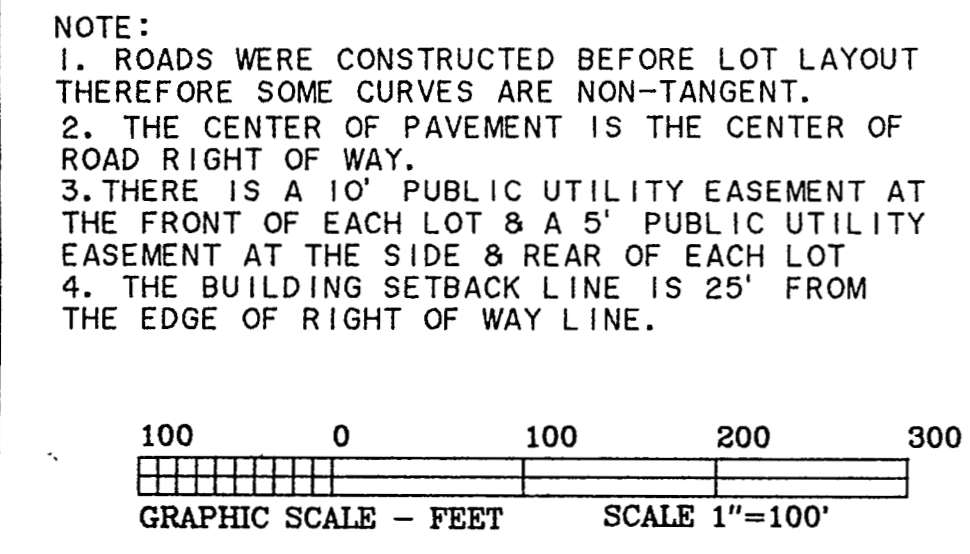 NOTE:
1. ROADS WERE CONSTRUCTED BEFORE LOT LAYOUT
THEREFORE SOME CURVES ARE NON-TANGENT.
2. THE CENTER OF PAVEMENT IS THE CENTER OF
ROAD RIGHT OF WAY.
3. THERE IS A 10' PUBLIC UTILITY EASEMENT AT
THE FRONT OF EACH LOT & A 5' PUBLIC UTILITY
EASEMENT AT THE SIDE & REAR OF EACH LOT
4. THE BUILDING SETBACK LINE IS 25' FROM
THE EDGE OF RIGHT OF WAY LINE.
100 0 100 200 300
GRAPHIC SCALE - FEET SCALE 1"=100'